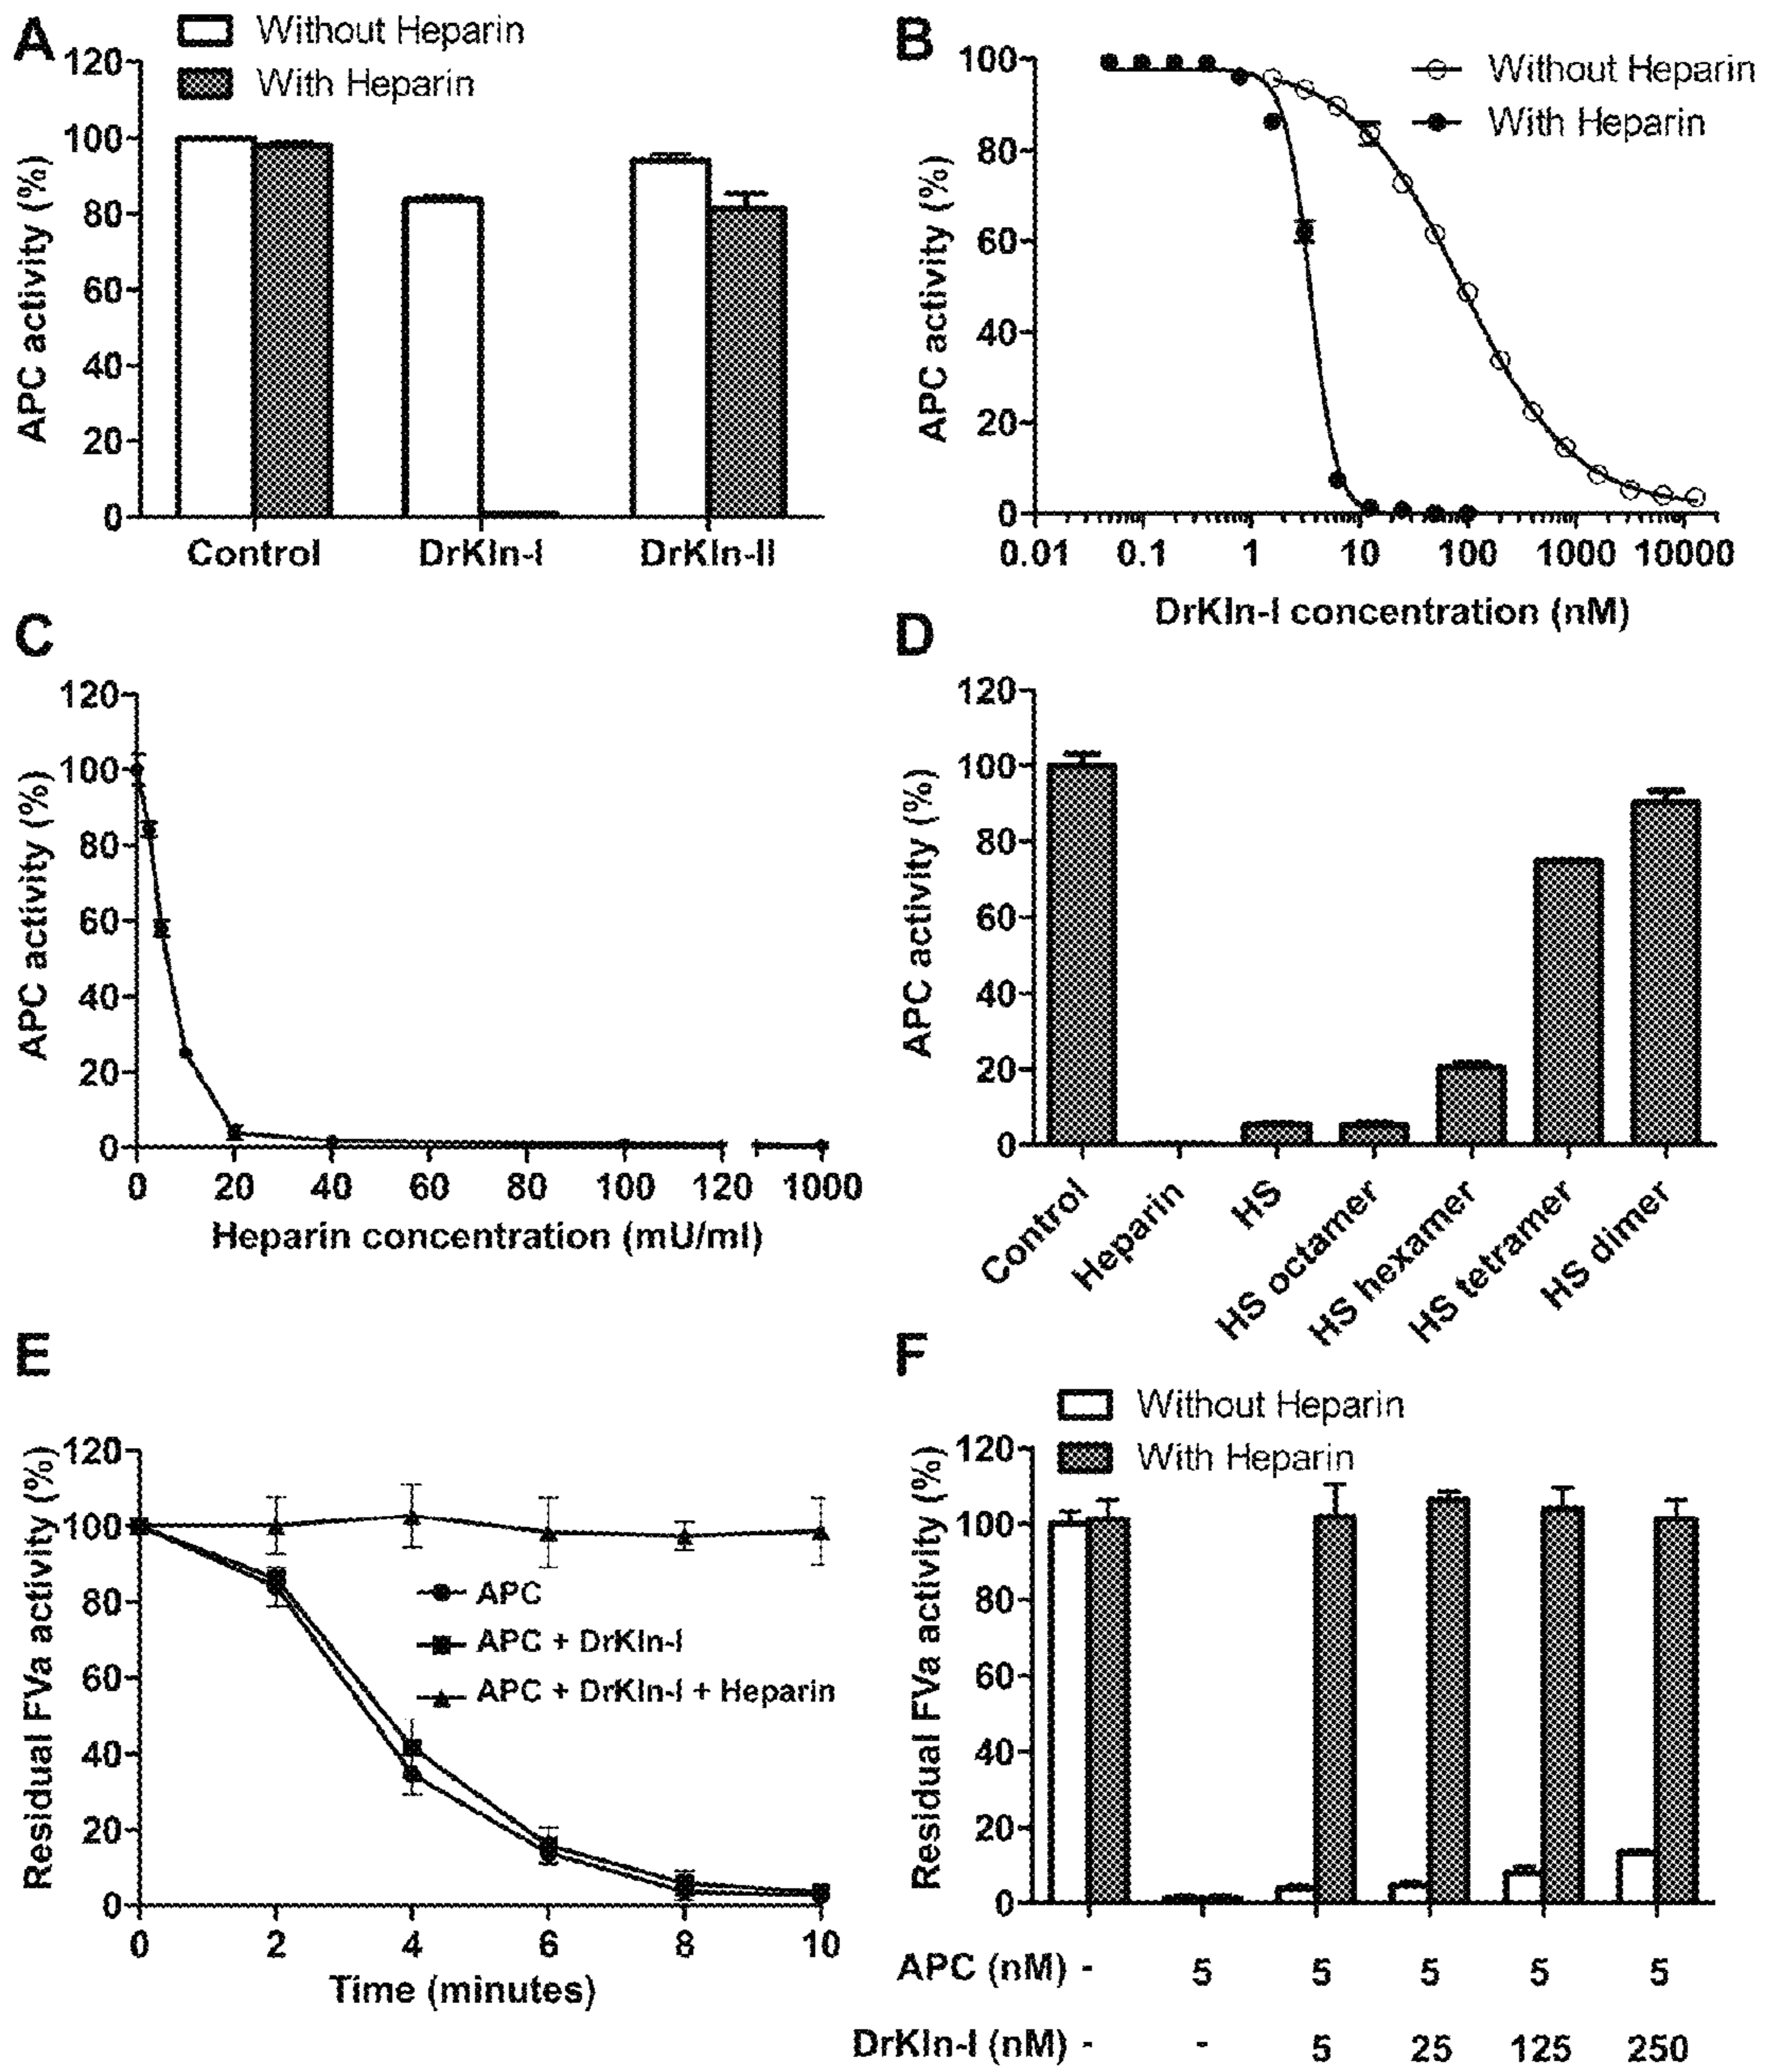 A
Without Heparin
With Heparin
120
100
80
60
40
20
0
APC activity (%)
Control DrKIn-I DrKIn-II
B
Without Heparin
With Heparin
100
80
60
40
20
0
APC activity (%)
0.01 0.1 1 10 100 1000 10000
DrKIn-I concentration (nM)
C
120
100
80
60
40
20
0
APC activity (%)
0 20 40 60 80 100 120 1000
Heparin concentration (mU/ml)
D
120
100
80
60
40
20
0
APC activity (%)
Control
Heparin
HS
HS octamer
HS hexamer
HS tetramer
HS dimer
E
120
100
80
60
40
20
0
Residual FVa activity (%)
APC
APC + DrKIn-I
APC + DrKIn-I + Heparin
0 2 4 6 8 10
Time (minutes)
F
Without Heparin
With Heparin
120
100
80
60
40
20
0
Residual FVa activity (%)
APC (nM) - 5 5 5 5 5
DrKIn-I (nM) - - 5 25 125 250